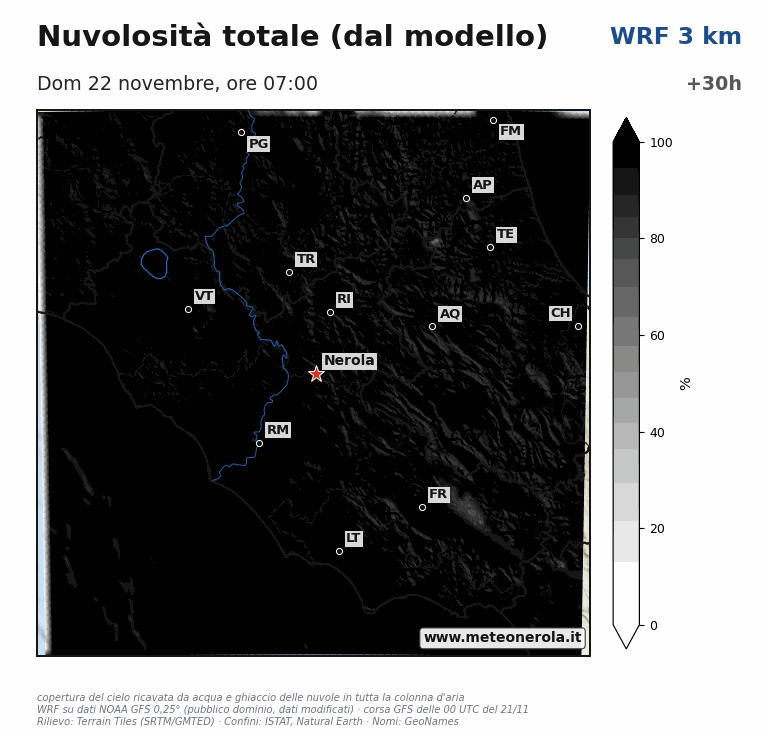 Nuvolosità totale (dal modello)
WRF 3 km
Dom 22 novembre, ore 07:00
+30h
FM
PG
AP
TE
TR
VT
RI
AQ
CH
Nerola
RM
FR
LT
www.meteonerola.it
100
80
60
40
20
0
%
copertura del cielo ricavata da acqua e ghiaccio delle nuvole in tutta la colonna d'aria
WRF su dati NOAA GFS 0,25° (pubblico dominio, dati modificati) · corsa GFS delle 00 UTC del 21/11
Rilievo: Terrain Tiles (SRTM/GMTED) · Confini: ISTAT, Natural Earth · Nomi: GeoNames